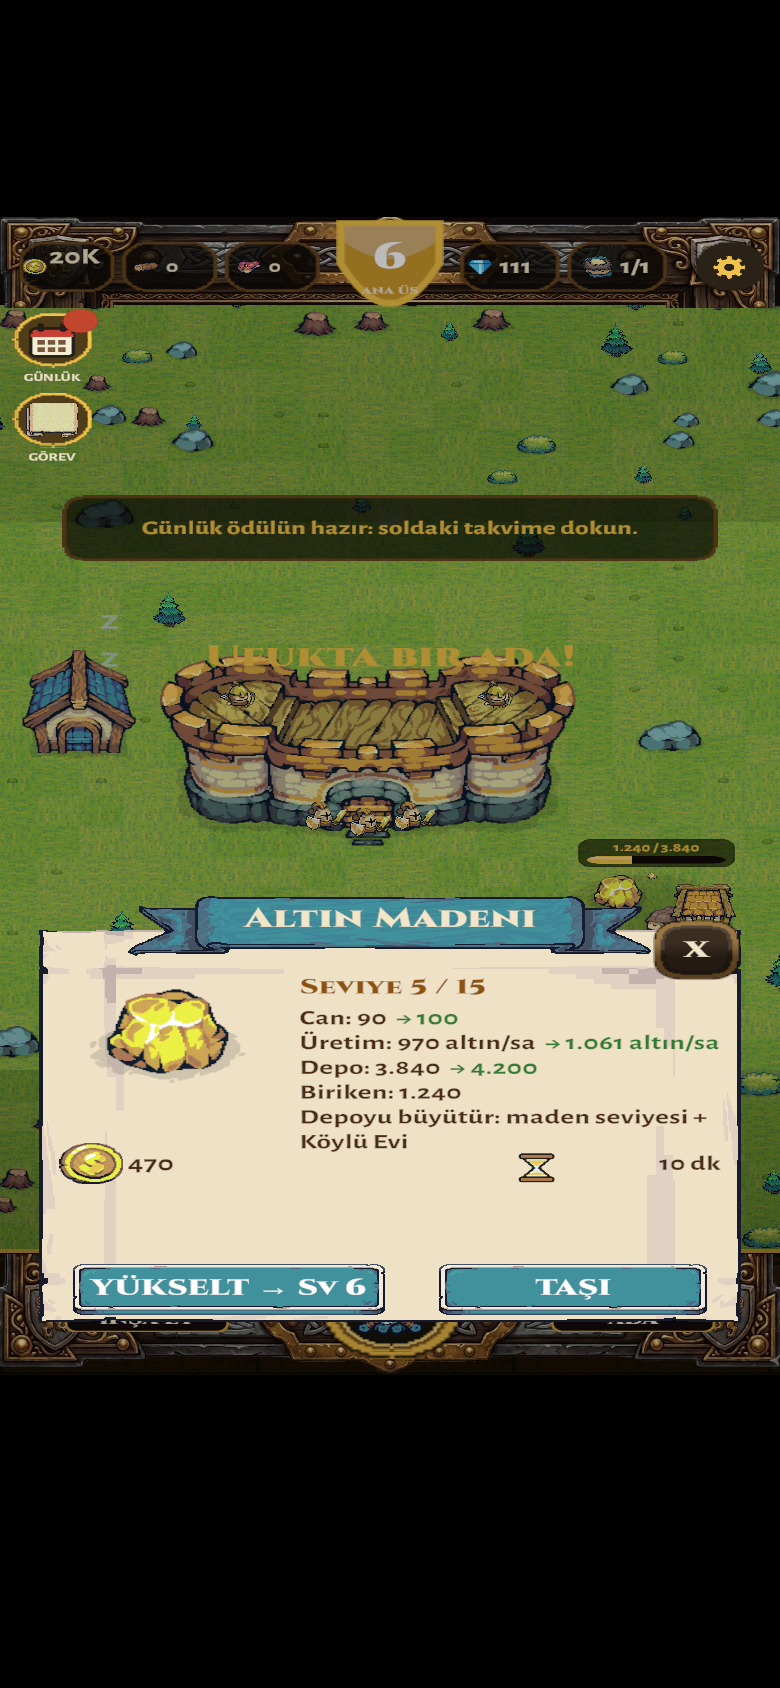 20K
0
0
6
ANA ÜS
111
1/1
GÜNLÜK
GÖREV
Günlük ödülün hazır: soldaki takvime dokun.
Z
Z
UFUKTA BIR ADA!
1.240/3.840
ALTIN MADENI
X
SEVIYE 5 / 15
Can: 90 → 100
Üretim: 970 altın/sa → 1.061 altın/sa
Depo: 3.840 → 4.200
Biriken: 1.240
Depoyu büyütür: maden seviyesi +
Köylü Evi
470
10 dk
YÜKSELT → SV 6
TAŞI